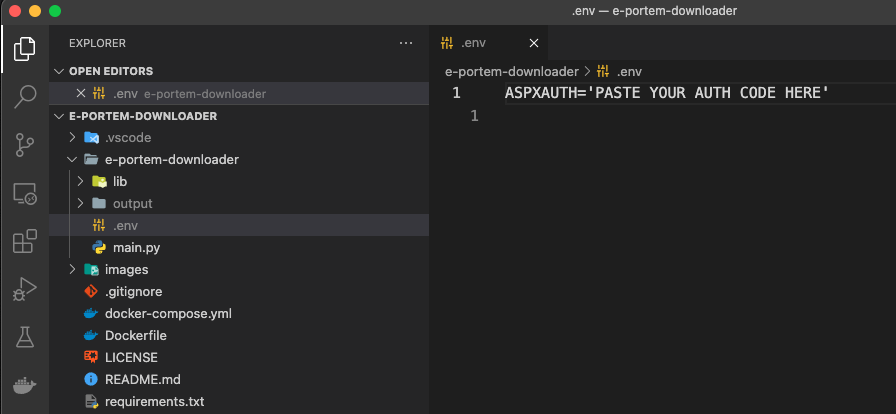 .env — e-portem-downloader
EXPLORER
OPEN EDITORS
.env e-portem-downloader
E-PORTEM-DOWNLOADER
.vscode
e-portem-downloader
lib
output
.env
main.py
images
.gitignore
docker-compose.yml
Dockerfile
LICENSE
README.md
requirements.txt
.env
e-portem-downloader > .env
1 ASPXAUTH='PASTE YOUR AUTH CODE HERE'
1